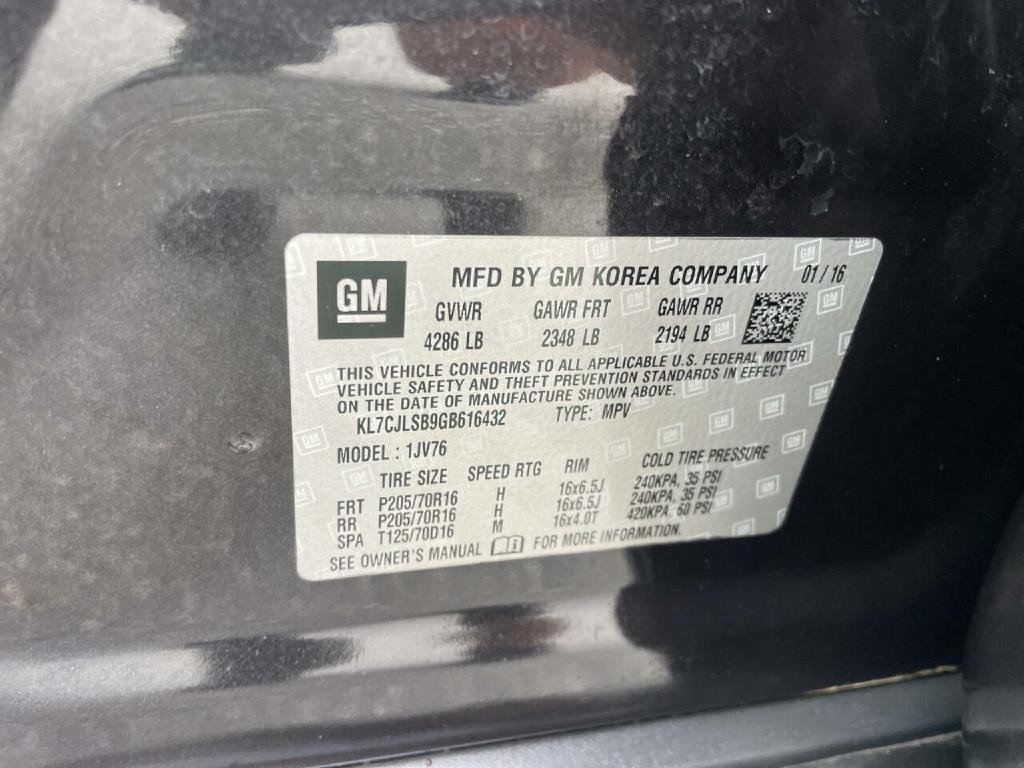 GM
MFD BY GM KOREA COMPANY 01 / 16
GVWR GAWR FRT GAWR RR
4286 LB 2348 LB 2194 LB
THIS VEHICLE CONFORMS TO ALL APPLICABLE U.S. FEDERAL MOTOR
VEHICLE SAFETY AND THEFT PREVENTION STANDARDS IN EFFECT
ON THE DATE OF MANUFACTURE SHOWN ABOVE.
KL7CJLSB9GB616432 TYPE: MPV
MODEL : 1JV76
TIRE SIZE SPEED RTG RIM COLD TIRE PRESSURE
FRT P205/70R16 H 16x6.5J 240KPA, 35 PSI
RR P205/70R16 H 16x6.5J 240KPA, 35 PSI
SPA T125/70D16 M 16x4.0T 420KPA, 60 PSI
SEE OWNER'S MANUAL FOR MORE INFORMATION.